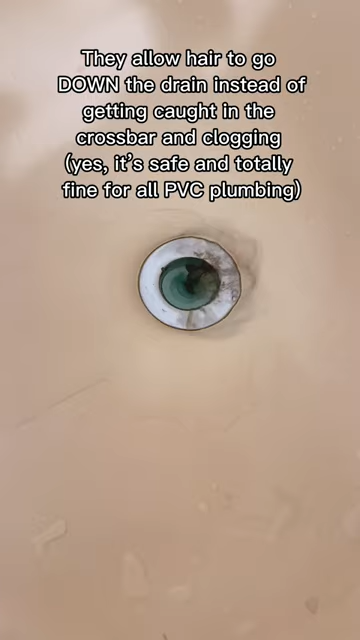 They allow hair to go
DOWN the drain instead of
getting caught in the
crossbar and clogging
(yes, it's safe and totally
fine for all PVC plumbing)